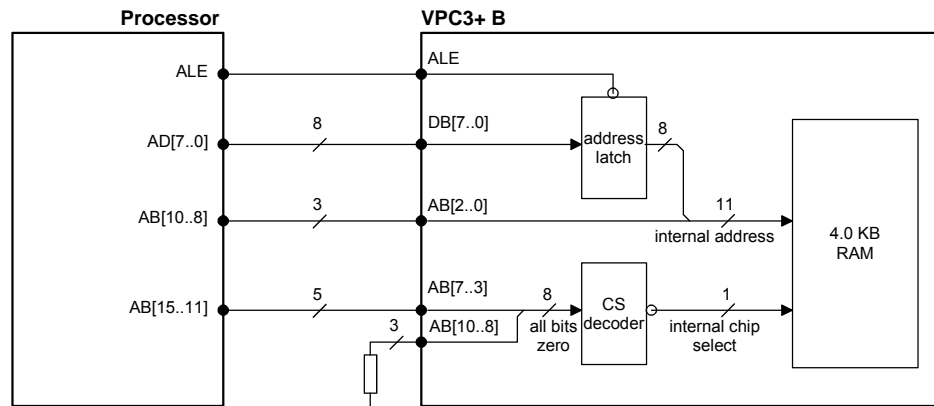 Processor
VPC3+ B
ALE
ALE
AD[7..0]
8
DB[7..0]
address
latch
8
AB[10..8]
3
AB[2..0]
11
internal address
4.0 KB
RAM
AB[15..11]
5
AB[7..3]
8
all bits
zero
CS
decoder
1
internal chip
select
3
AB[10..8]